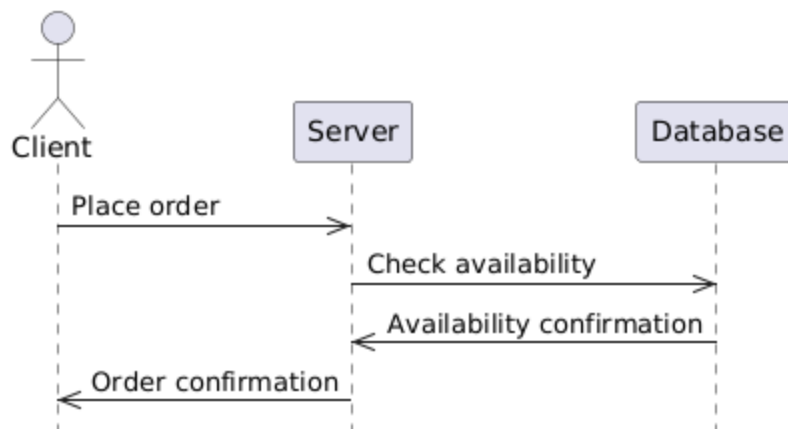 Client
Server
Database
Place order
Check availability
Availability confirmation
Order confirmation